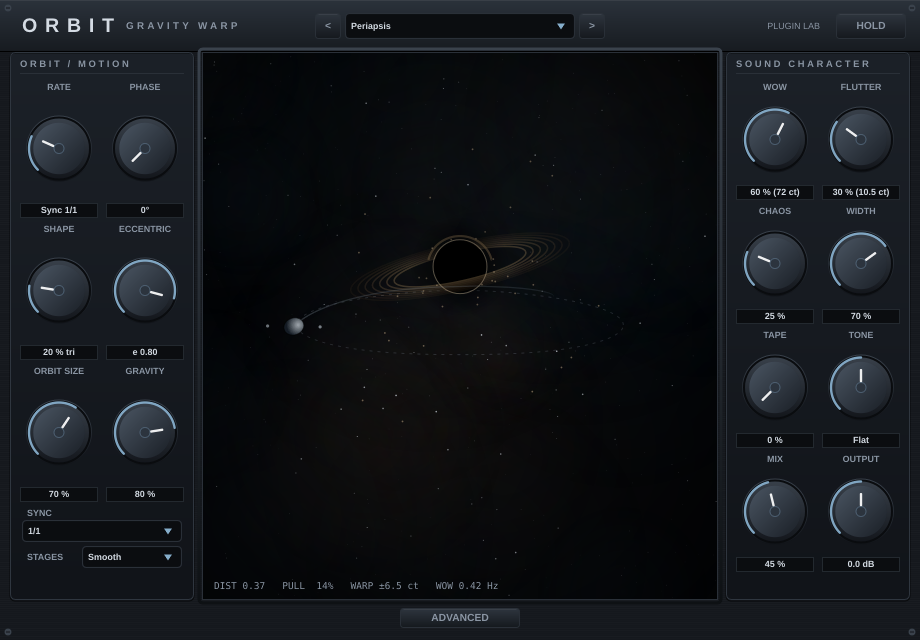 ORBIT GRAVITY WARP
< Periapsis >
PLUGIN LAB HOLD
ORBIT / MOTION
RATE PHASE
Sync 1/1 0°
SHAPE ECCENTRIC
20 % tri e 0.80
ORBIT SIZE GRAVITY
70 % 80 %
SYNC
1/1
STAGES Smooth
DIST 0.37 PULL 14% WARP ±6.5 ct WOW 0.42 Hz
SOUND CHARACTER
WOW FLUTTER
60 % (72 ct) 30 % (10.5 ct)
CHAOS WIDTH
25 % 70 %
TAPE TONE
0 % Flat
MIX OUTPUT
45 % 0.0 dB
ADVANCED